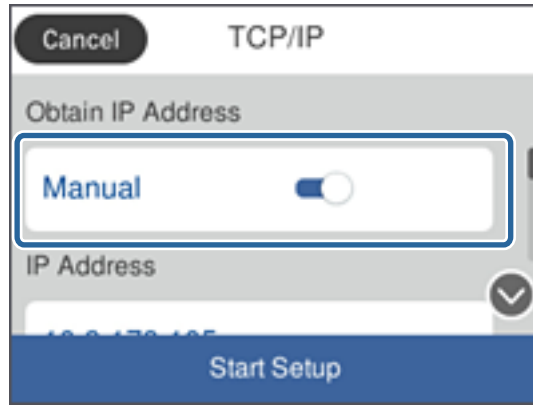 Cancel
TCP/IP
Obtain IP Address
Manual
IP Address
Start Setup